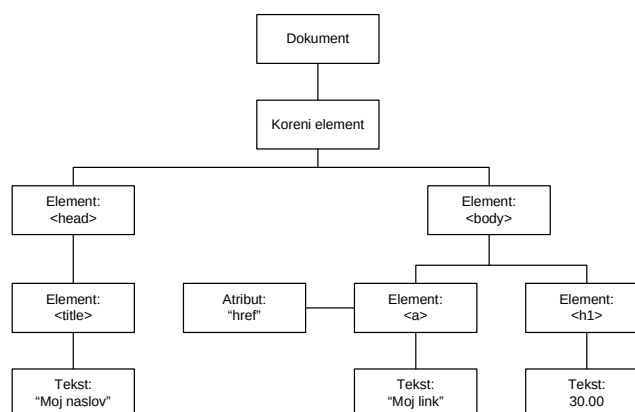 Dokument
Koreni element
Element:
<head>
Element:
<body>
Element:
<title>
Atribut:
“href”
Element:
<a>
Element:
<h1>
Tekst:
“Moj naslov”
Tekst:
“Moj link”
Tekst:
30.00